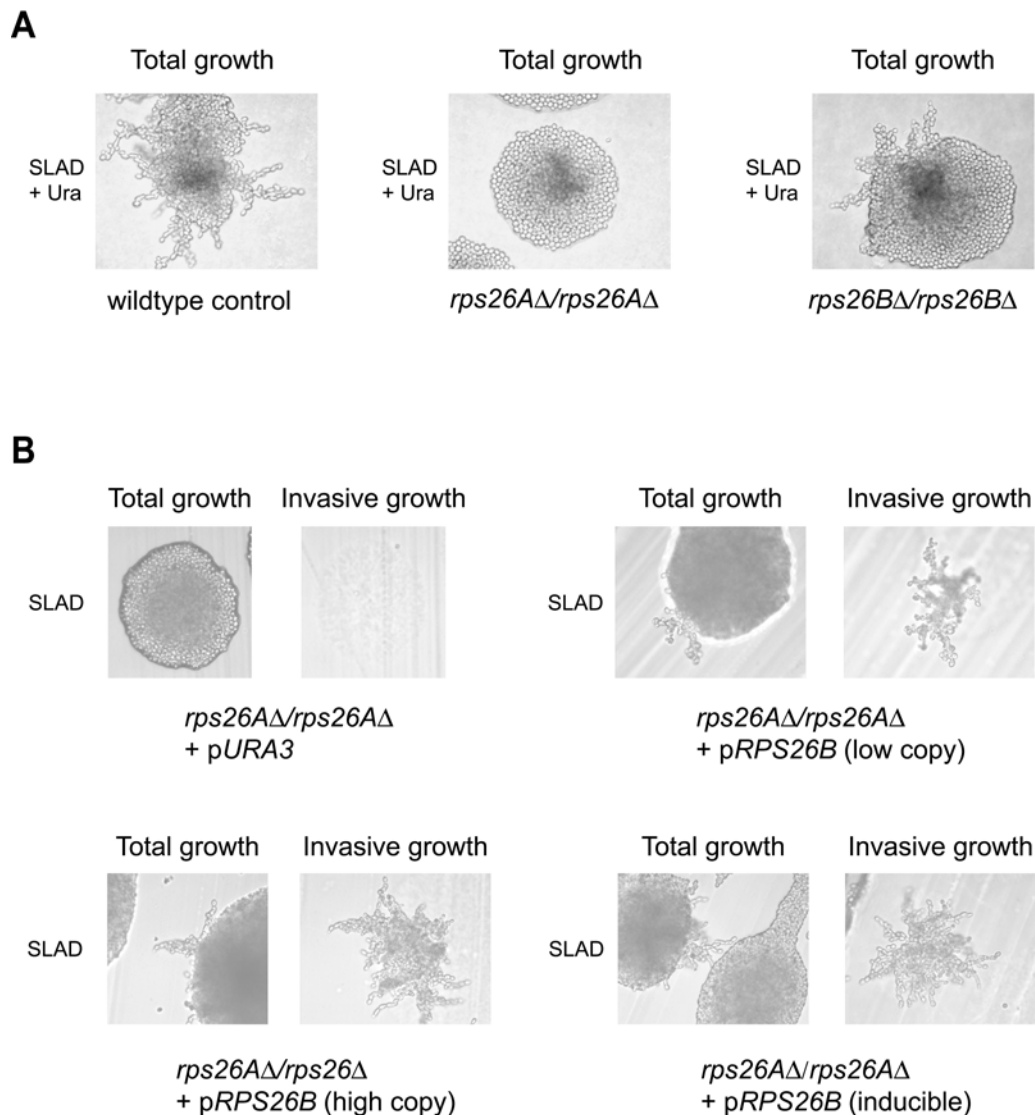 A
Total growth
Total growth
Total growth
SLAD
+ Ura
SLAD
+ Ura
SLAD
+ Ura
wildtype control
rps26AΔ/rps26AΔ
rps26BΔ/rps26BΔ
B
Total growth
Invasive growth
Total growth
Invasive growth
SLAD
SLAD
rps26AΔ/rps26AΔ
+ pURA3
rps26AΔ/rps26AΔ
+ pRPS26B (low copy)
Total growth
Invasive growth
Total growth
Invasive growth
SLAD
SLAD
rps26AΔ/rps26Δ
+ pRPS26B (high copy)
rps26AΔ/rps26AΔ
+ pRPS26B (inducible)